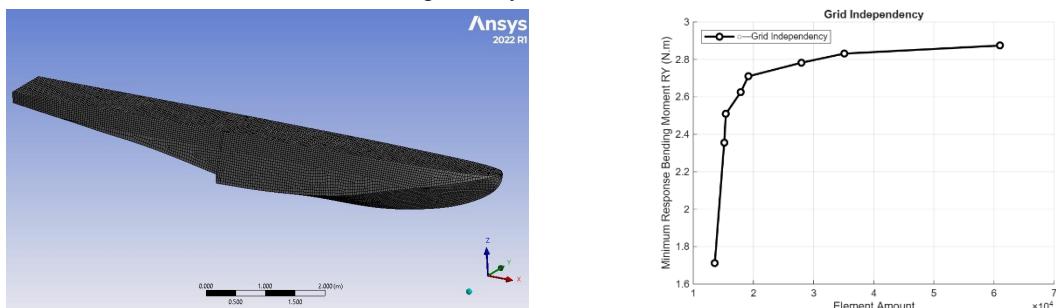 Ansys
2022 R1
Z
Y
X
0.000
1.000
2.000 (m)
0.500
1.500
Grid Independency
○—Grid Independency
Minimum Response Bending Moment RY (N.m)
3
2.8
2.6
2.4
2.2
2
1.8
1.6
1
2
3
4
5
6
7
Element Amount
×10⁴